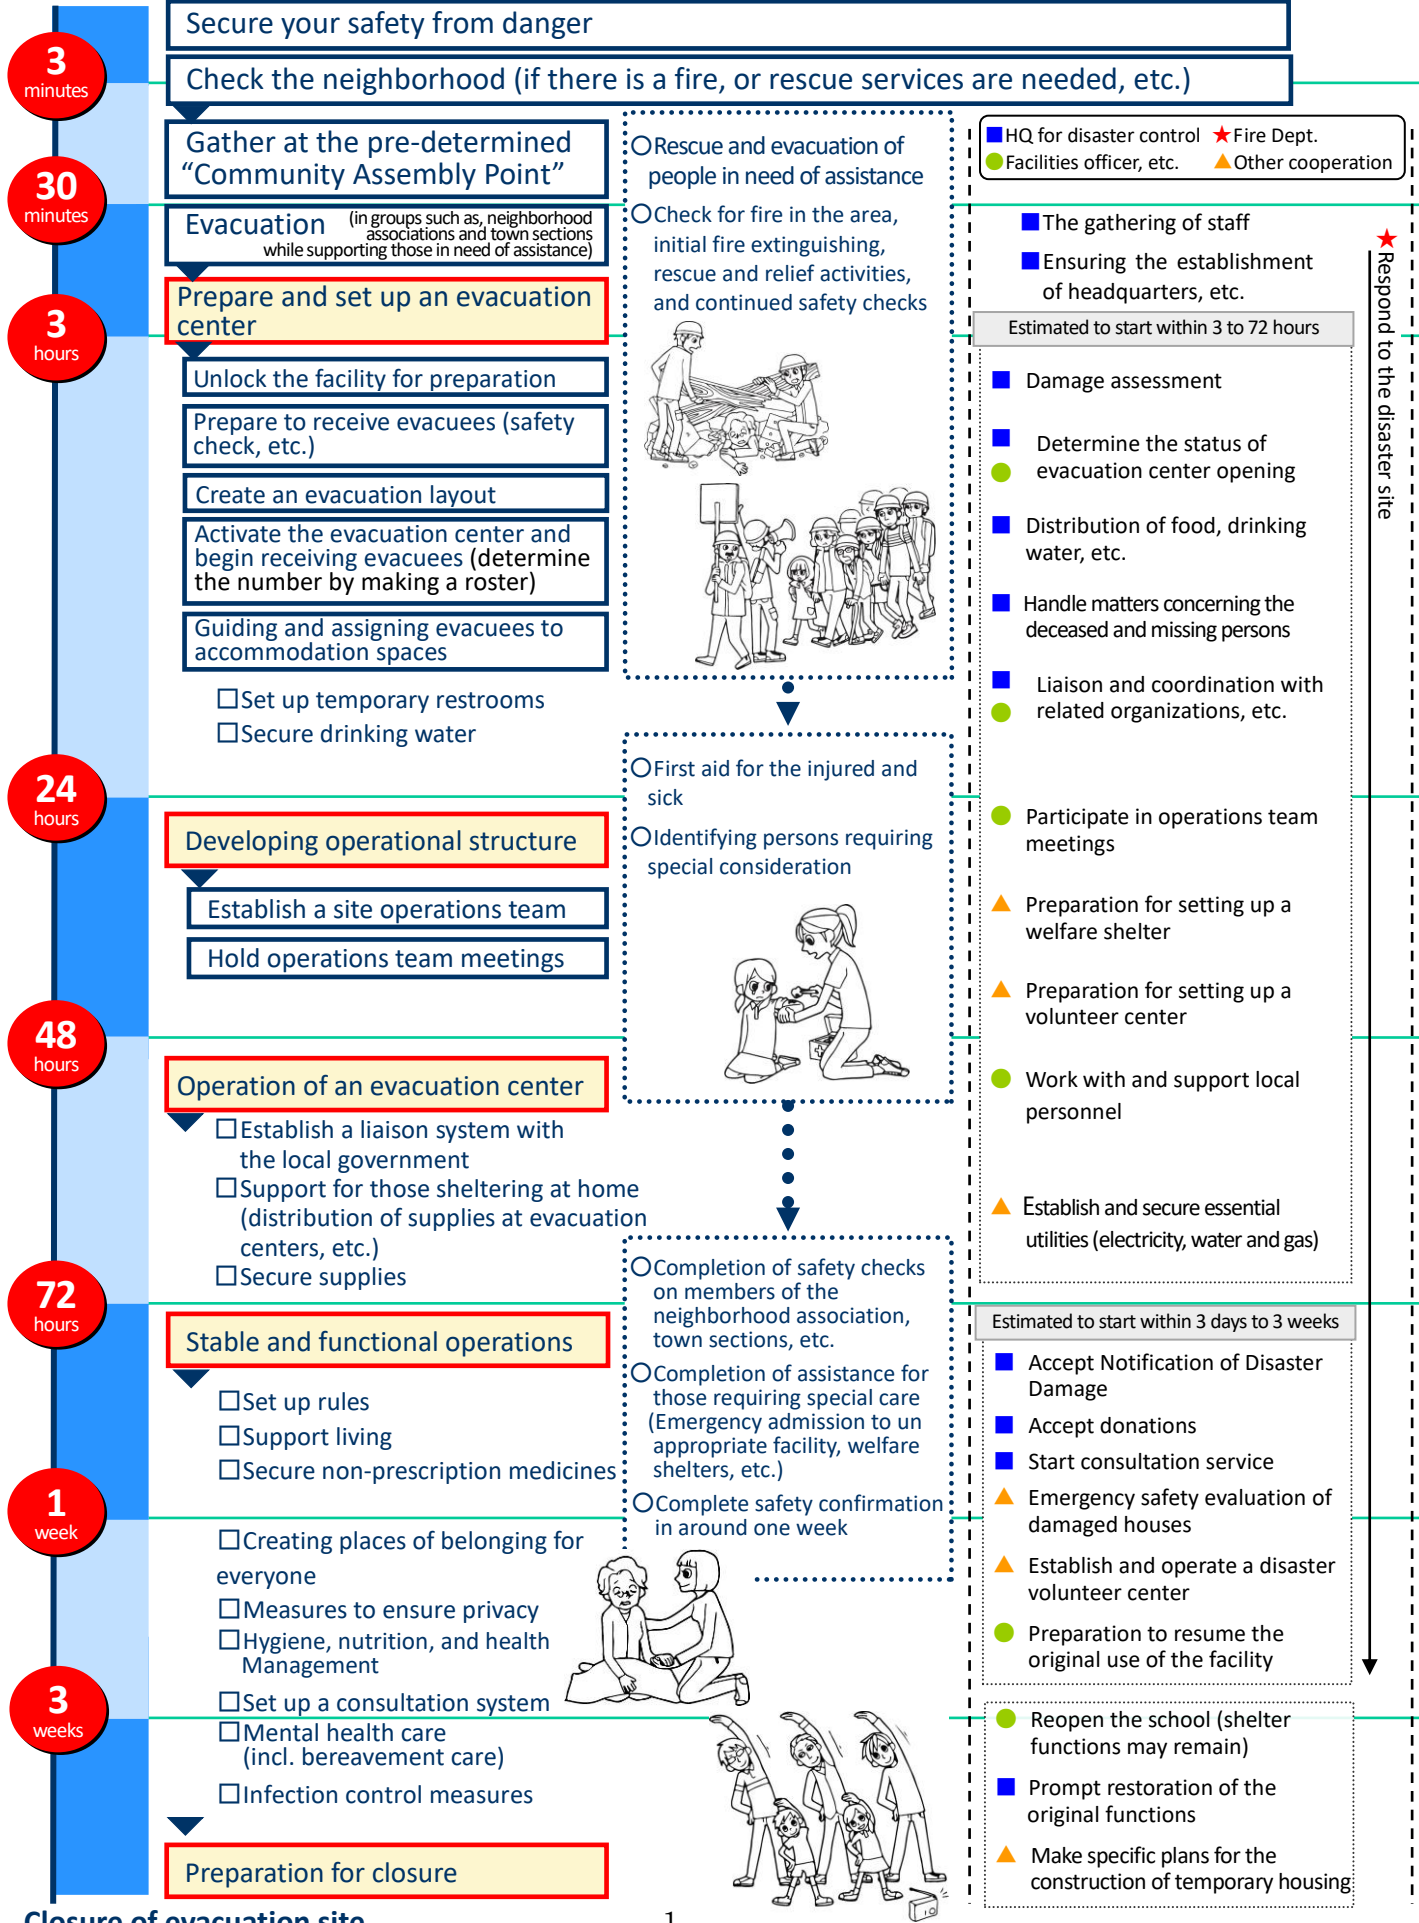 Secure your safety from danger
3
minutes
Check the neighborhood (if there is a fire, or rescue services are needed, etc.)
Gather at the pre-determined
“Community Assembly Point”
30
minutes
Evacuation (in groups such as, neighborhood
associations and town sections
while supporting those in need of assistance)
Prepare and set up an evacuation
center
3
hours
Unlock the facility for preparation
Prepare to receive evacuees (safety
check, etc.)
Create an evacuation layout
Activate the evacuation center and
begin receiving evacuees (determine
the number by making a roster)
Guiding and assigning evacuees to
accommodation spaces
☐Set up temporary restrooms
☐Secure drinking water
24
hours
Developing operational structure
Establish a site operations team
Hold operations team meetings
48
hours
Operation of an evacuation center
☐Establish a liaison system with
the local government
☐Support for those sheltering at home
(distribution of supplies at evacuation
centers, etc.)
☐Secure supplies
72
hours
Stable and functional operations
☐Set up rules
☐Support living
☐Secure non-prescription medicines
1
week
☐Creating places of belonging for
everyone
☐Measures to ensure privacy
☐Hygiene, nutrition, and health
Management
☐Set up a consultation system
3
weeks
☐Mental health care
(incl. bereavement care)
☐Infection control measures
Preparation for closure
Closure of evacuation site
○Rescue and evacuation of
people in need of assistance
○Check for fire in the area,
initial fire extinguishing,
rescue and relief activities,
and continued safety checks
○First aid for the injured and
sick
○Identifying persons requiring
special consideration
○Completion of safety checks
on members of the
neighborhood association,
town sections, etc.
○Completion of assistance for
those requiring special care
(Emergency admission to un
appropriate facility, welfare
shelters, etc.)
○Complete safety confirmation
in around one week
■HQ for disaster control ★Fire Dept.
●Facilities officer, etc. ▲Other cooperation
■The gathering of staff
■Ensuring the establishment
of headquarters, etc.
★Respond to the disaster site
Estimated to start within 3 to 72 hours
■ Damage assessment
■ Determine the status of
● evacuation center opening
■ Distribution of food, drinking
water, etc.
■ Handle matters concerning the
deceased and missing persons
■ Liaison and coordination with
● related organizations, etc.
● Participate in operations team
meetings
▲ Preparation for setting up a
welfare shelter
▲ Preparation for setting up a
volunteer center
● Work with and support local
personnel
▲ Establish and secure essential
utilities (electricity, water and gas)
Estimated to start within 3 days to 3 weeks
■ Accept Notification of Disaster
Damage
■ Accept donations
■ Start consultation service
▲ Emergency safety evaluation of
damaged houses
▲ Establish and operate a disaster
volunteer center
● Preparation to resume the
original use of the facility
● Reopen the school (shelter
functions may remain)
■ Prompt restoration of the
original functions
▲ Make specific plans for the
construction of temporary housing
1